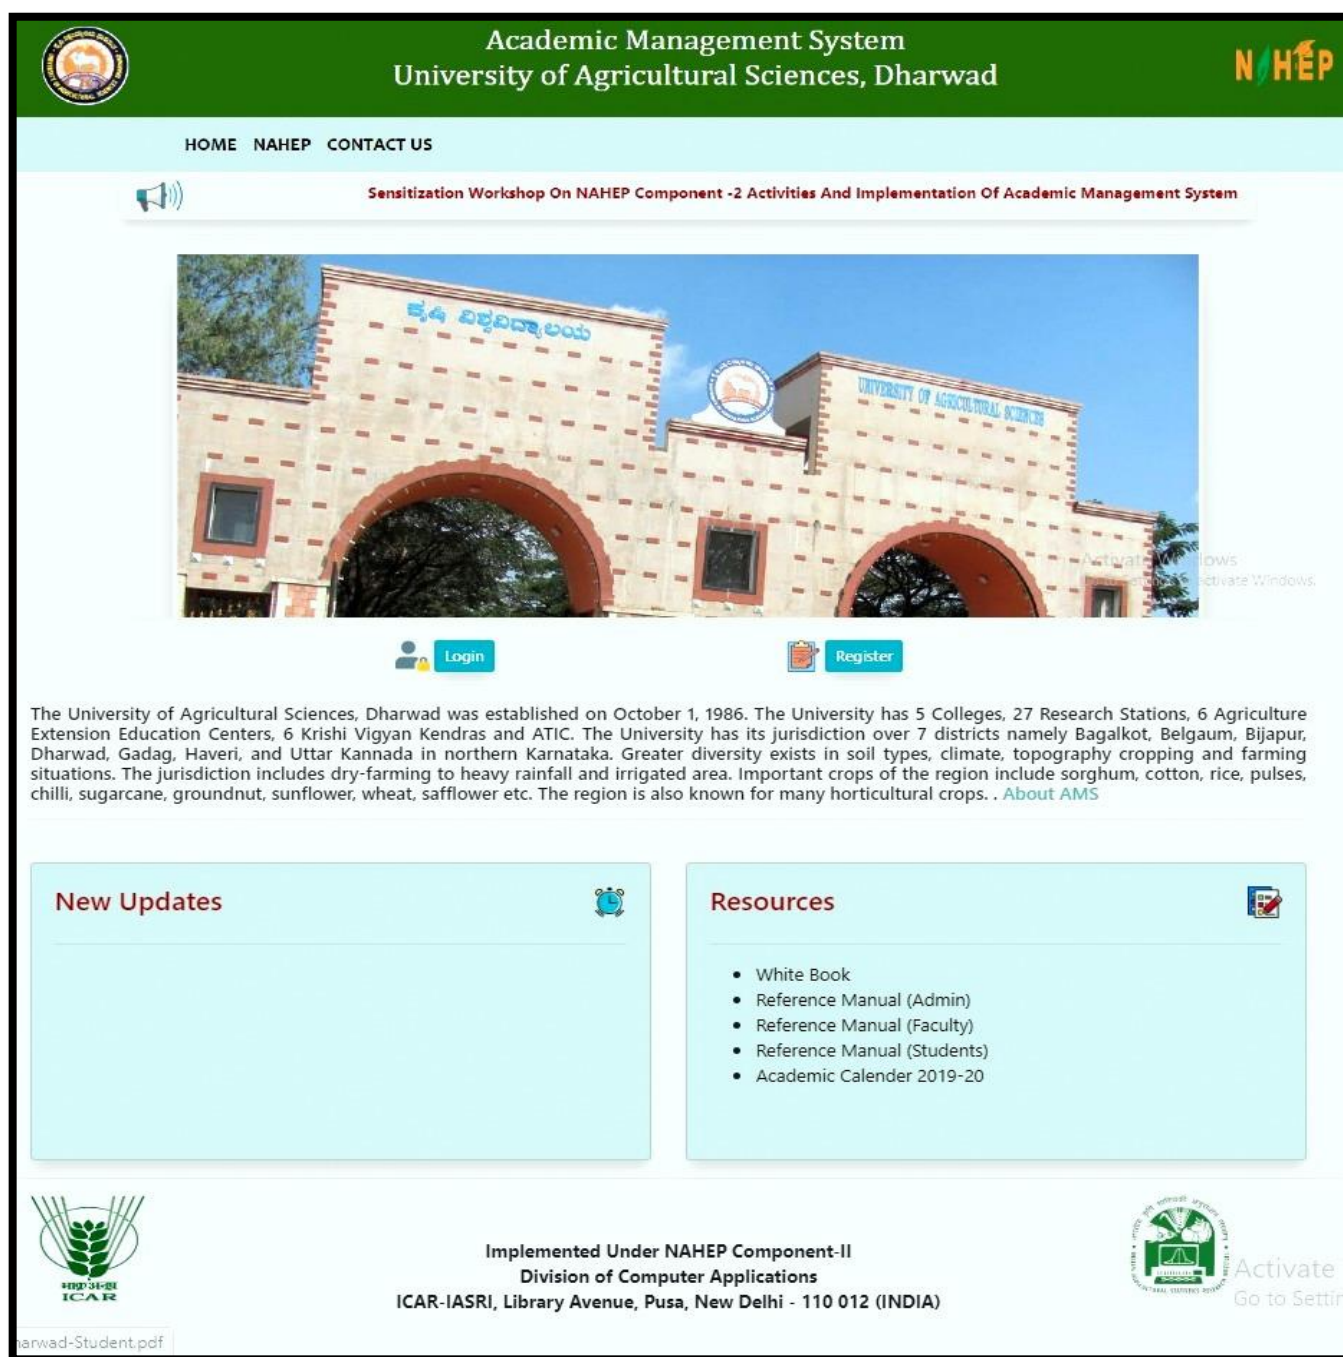 Academic Management System
University of Agricultural Sciences, Dharwad
NAHEP
HOME NAHEP CONTACT US
Sensitization Workshop On NAHEP Component -2 Activities And Implementation Of Academic Management System
ಕೃಷಿ ವಿಶ್ವವಿದ್ಯಾಲಯ
UNIVERSITY OF AGRICULTURAL SCIENCES
Activate Windows
activate Windows.
Login
Register
The University of Agricultural Sciences, Dharwad was established on October 1, 1986. The University has 5 Colleges, 27 Research Stations, 6 Agriculture
Extension Education Centers, 6 Krishi Vigyan Kendras and ATIC. The University has its jurisdiction over 7 districts namely Bagalkot, Belgaum, Bijapur,
Dharwad, Gadag, Haveri, and Uttar Kannada in northern Karnataka. Greater diversity exists in soil types, climate, topography cropping and farming
situations. The jurisdiction includes dry-farming to heavy rainfall and irrigated area. Important crops of the region include sorghum, cotton, rice, pulses,
chilli, sugarcane, groundnut, sunflower, wheat, safflower etc. The region is also known for many horticultural crops. . About AMS
New Updates
Resources
White Book
Reference Manual (Admin)
Reference Manual (Faculty)
Reference Manual (Students)
Academic Calender 2019-20
भाकृअनुप
ICAR
Implemented Under NAHEP Component-II
Division of Computer Applications
ICAR-IASRI, Library Avenue, Pusa, New Delhi - 110 012 (INDIA)
Activate
Go to Settin
harwad-Student.pdf